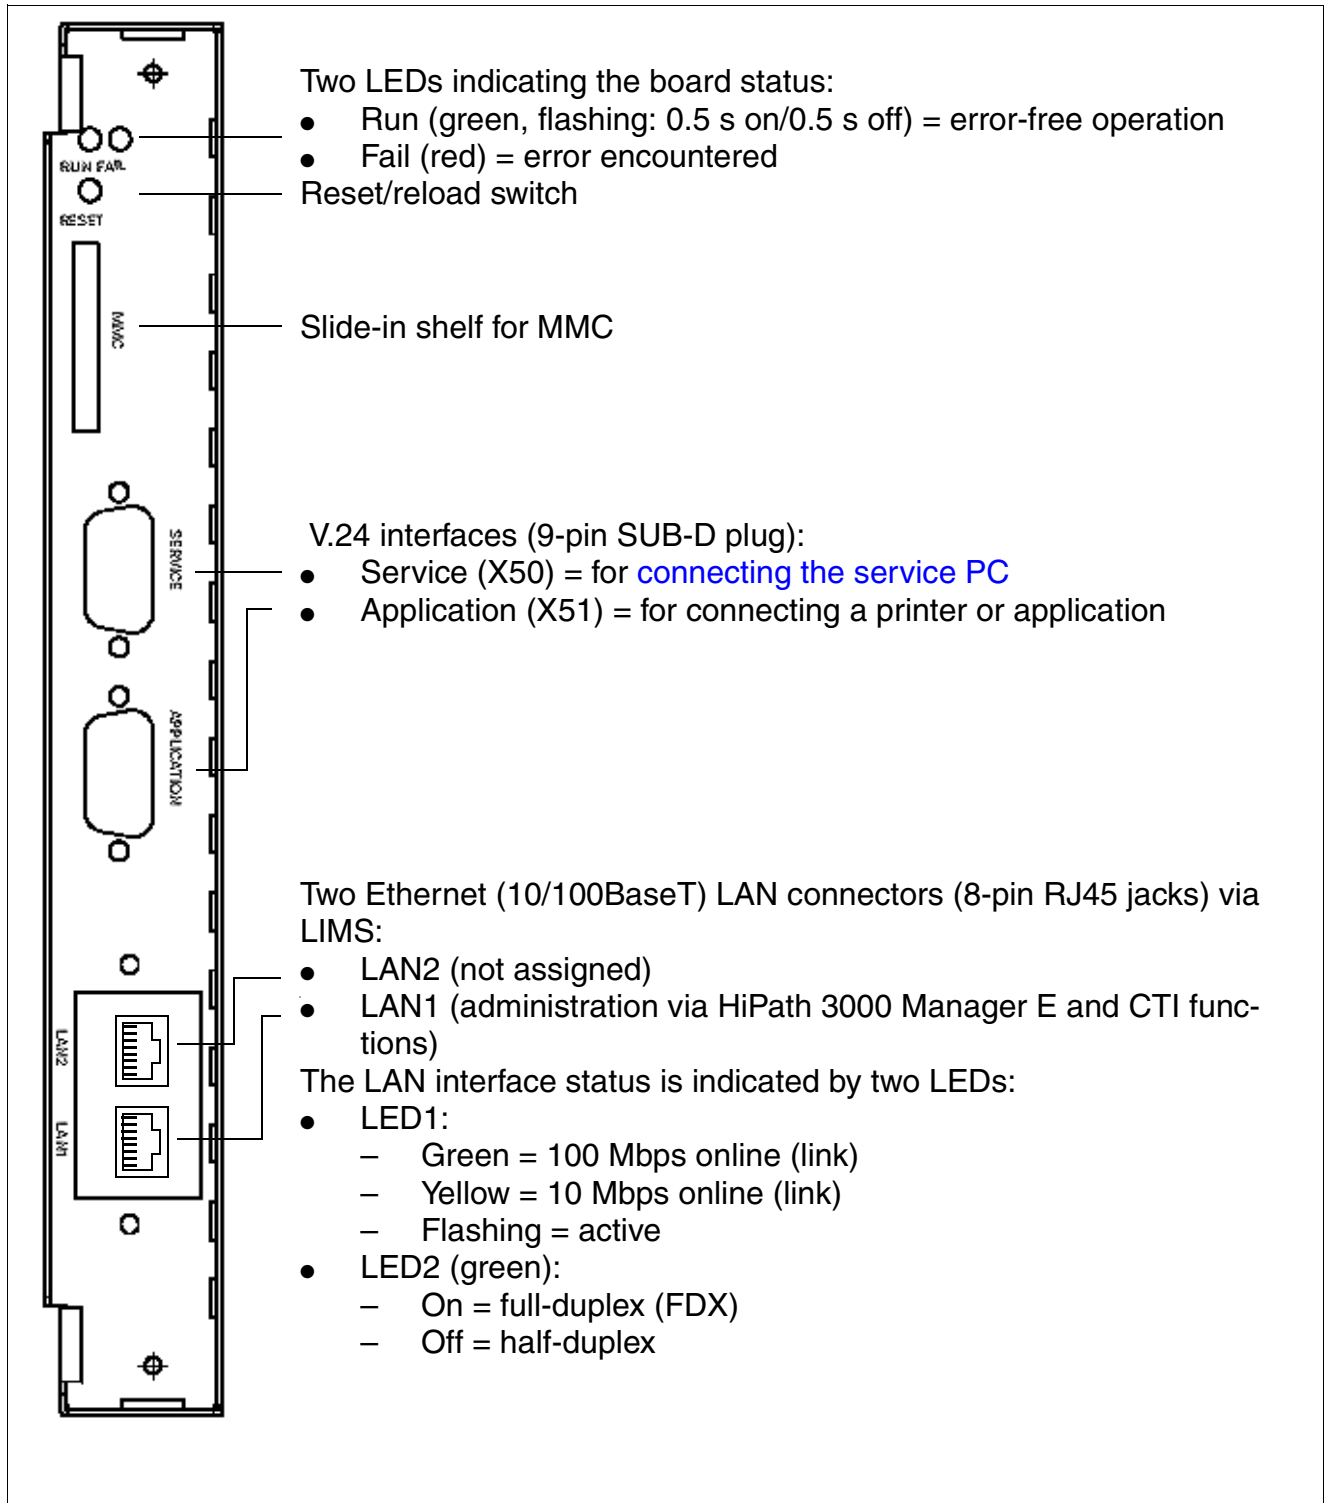 Two LEDs indicating the board status:
● Run (green, flashing: 0.5 s on/0.5 s off) = error-free operation
● Fail (red) = error encountered
RUN FAIL
Reset/reload switch
RESET
MMC
Slide-in shelf for MMC
SERVICE
V.24 interfaces (9-pin SUB-D plug):
● Service (X50) = for connecting the service PC
● Application (X51) = for connecting a printer or application
APPLICATION
Two Ethernet (10/100BaseT) LAN connectors (8-pin RJ45 jacks) via
LIMS:
● LAN2 (not assigned)
● LAN1 (administration via HiPath 3000 Manager E and CTI func-
tions)
LAN2
The LAN interface status is indicated by two LEDs:
● LED1:
LAN1
– Green = 100 Mbps online (link)
– Yellow = 10 Mbps online (link)
– Flashing = active
● LED2 (green):
– On = full-duplex (FDX)
– Off = half-duplex